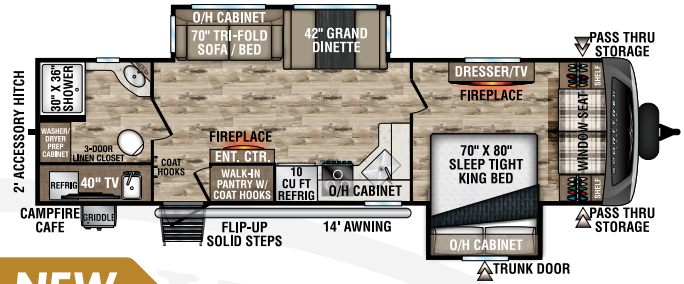 O/H CABINET
70" TRI-FOLD
SOFA / BED
42" GRAND
DINETTE
PASS THRU
STORAGE
30" X 36"
SHOWER
DRESSER/TV
FIREPLACE
SHELF
WINDOW SEAT
2' ACCESSORY HITCH
WASHER/
DRYER
PREP
CABINET
3-DOOR
LINEN CLOSET
COAT
HOOKS
FIREPLACE
ENT. CTR.
WALK-IN
PANTRY W/
COAT HOOKS
10
CU FT
REFRIG
O/H CABINET
70" X 80"
SLEEP TIGHT
KING BED
SHELF
REFRIG
40" TV
CAMPFIRE
CAFE
GRIDDLE
FLIP-UP
SOLID STEPS
14' AWNING
O/H CABINET
PASS THRU
STORAGE
TRUNK DOOR
NEW